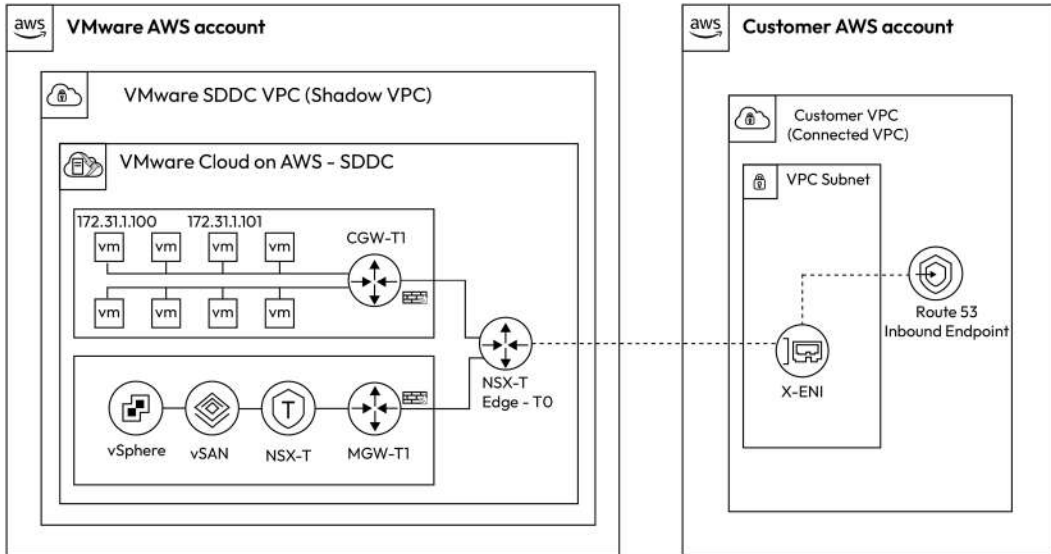 aws
VMware AWS account
VMware SDDC VPC (Shadow VPC)
VMware Cloud on AWS - SDDC
172.31.1.100
172.31.1.101
vm
vm
vm
vm
CGW-T1
vm
vm
vm
vm
NSX-T
Edge - T0
vSphere
vSAN
T
NSX-T
MGW-T1
aws
Customer AWS account
Customer VPC
(Connected VPC)
VPC Subnet
Route 53
Inbound Endpoint
X-ENI